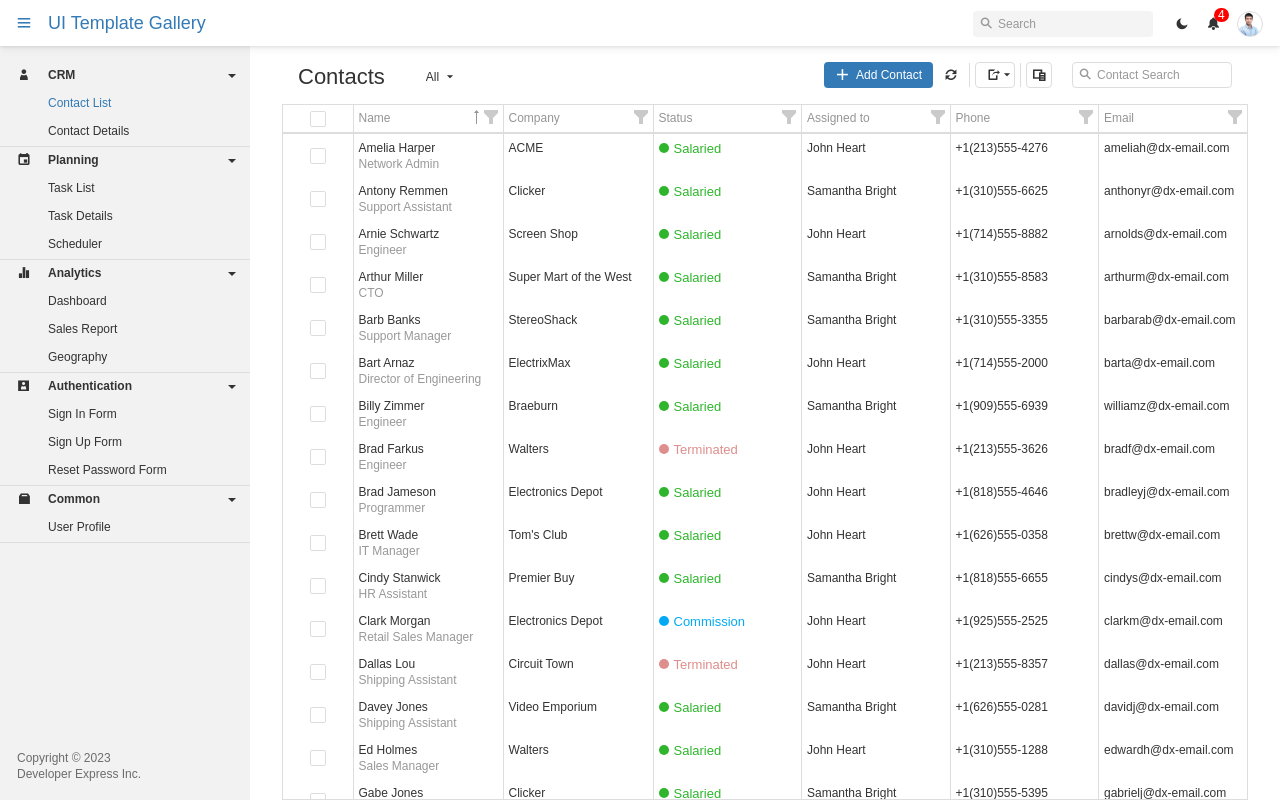 UI Template Gallery
Search
4
CRM
Contact List
Contact Details
Planning
Task List
Task Details
Scheduler
Analytics
Dashboard
Sales Report
Geography
Authentication
Sign In Form
Sign Up Form
Reset Password Form
Common
User Profile
Copyright © 2023
Developer Express Inc.
Contacts
All
Add Contact
Contact Search
Name Company Status Assigned to Phone Email
Amelia Harper ACME Salaried John Heart +1(213)555-4276 ameliah@dx-email.com
Network Admin
Antony Remmen Clicker Salaried Samantha Bright +1(310)555-6625 anthonyr@dx-email.com
Support Assistant
Arnie Schwartz Screen Shop Salaried John Heart +1(714)555-8882 arnolds@dx-email.com
Engineer
Arthur Miller Super Mart of the West Salaried Samantha Bright +1(310)555-8583 arthurm@dx-email.com
CTO
Barb Banks StereoShack Salaried Samantha Bright +1(310)555-3355 barbarab@dx-email.com
Support Manager
Bart Arnaz ElectrixMax Salaried John Heart +1(714)555-2000 barta@dx-email.com
Director of Engineering
Billy Zimmer Braeburn Salaried Samantha Bright +1(909)555-6939 williamz@dx-email.com
Engineer
Brad Farkus Walters Terminated John Heart +1(213)555-3626 bradf@dx-email.com
Engineer
Brad Jameson Electronics Depot Salaried John Heart +1(818)555-4646 bradleyj@dx-email.com
Programmer
Brett Wade Tom's Club Salaried John Heart +1(626)555-0358 brettw@dx-email.com
IT Manager
Cindy Stanwick Premier Buy Salaried Samantha Bright +1(818)555-6655 cindys@dx-email.com
HR Assistant
Clark Morgan Electronics Depot Commission John Heart +1(925)555-2525 clarkm@dx-email.com
Retail Sales Manager
Dallas Lou Circuit Town Terminated John Heart +1(213)555-8357 dallas@dx-email.com
Shipping Assistant
Davey Jones Video Emporium Salaried Samantha Bright +1(626)555-0281 davidj@dx-email.com
Shipping Assistant
Ed Holmes Walters Salaried John Heart +1(310)555-1288 edwardh@dx-email.com
Sales Manager
Gabe Jones Clicker Salaried Samantha Bright +1(310)555-5395 gabrielj@dx-email.com